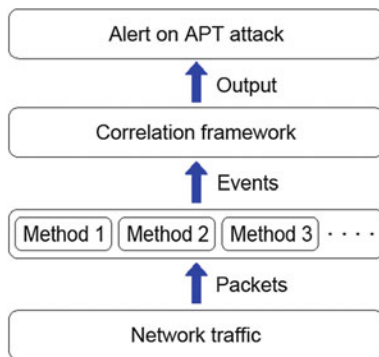 Alert on APT attack
Output
Correlation framework
Events
Method 1 Method 2 Method 3 · · · ·
Packets
Network traffic